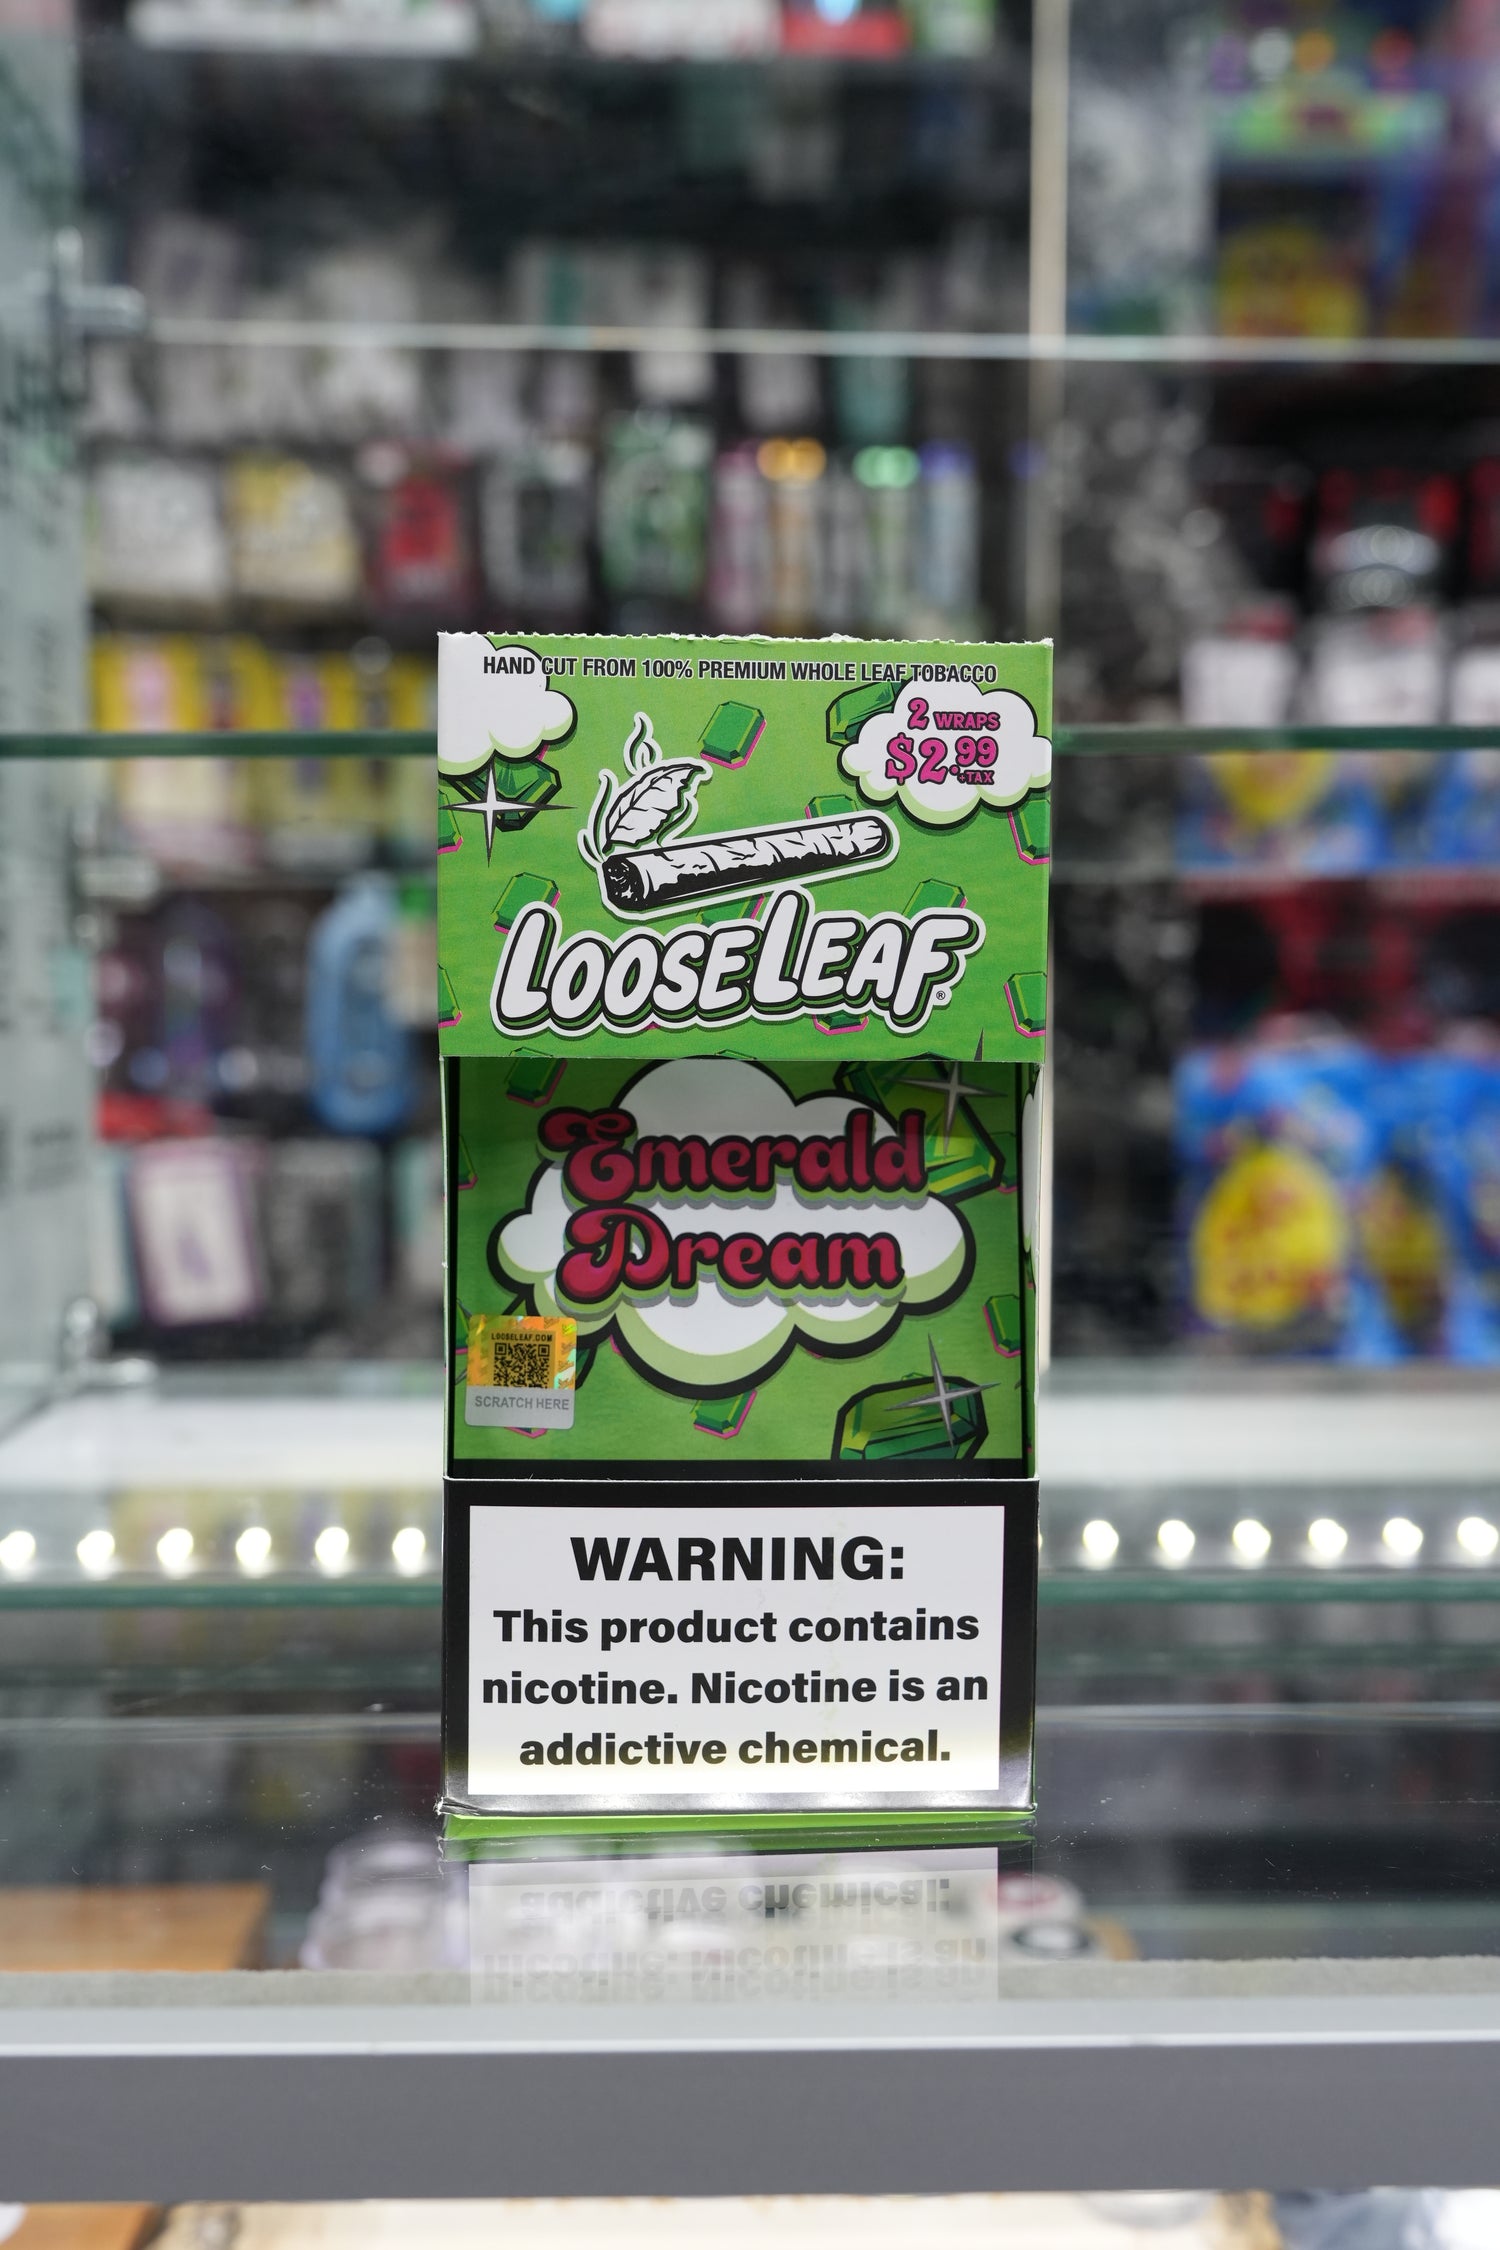 HAND CUT FROM 100% PREMIUM WHOLE LEAF TOBACCO
2 WRAPS
$2.99
+TAX
LOOSELEAF®
Emerald
Dream
LOOSELEAF.COM
SCRATCH HERE
WARNING:
This product contains
nicotine. Nicotine is an
addictive chemical.